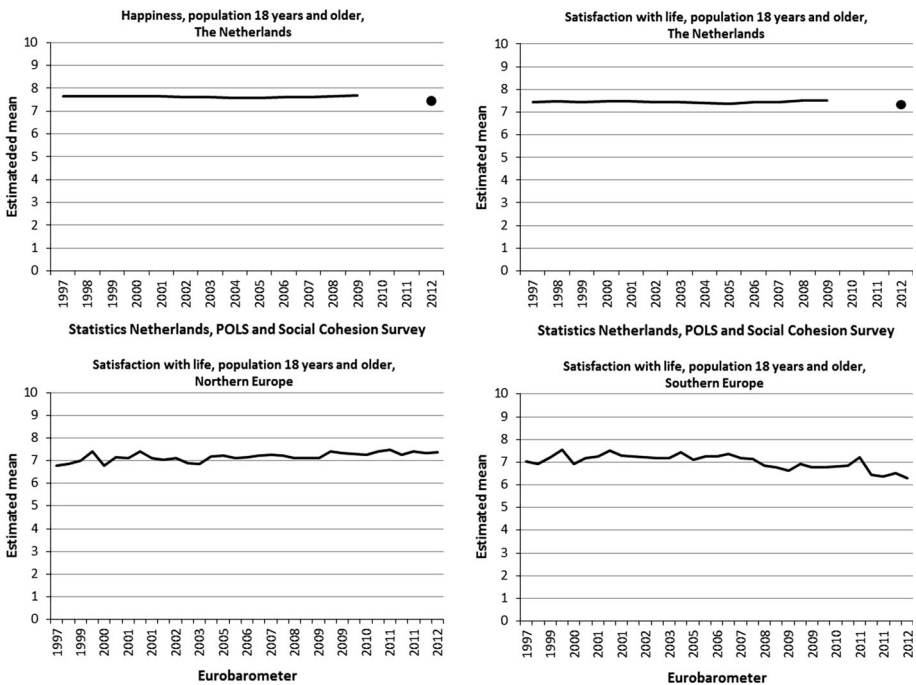 Happiness, population 18 years and older,
The Netherlands
Estimateded mean
10
9
8
7
6
5
4
3
2
1
0
1997 1998 1999 2000 2001 2002 2003 2004 2005 2006 2007 2008 2009 2010 2011 2012
Statistics Netherlands, POLS and Social Cohesion Survey
Satisfaction with life, population 18 years and older,
The Netherlands
Estimated mean
10
9
8
7
6
5
4
3
2
1
0
1997 1998 1999 2000 2001 2002 2003 2004 2005 2006 2007 2008 2009 2010 2011 2012
Statistics Netherlands, POLS and Social Cohesion Survey
Satisfaction with life, population 18 years and older,
Northern Europe
Estimated mean
10
9
8
7
6
5
4
3
2
1
0
1997 1999 2000 2001 2001 2002 2003 2004 2005 2006 2007 2008 2009 2010 2011 2011 2012
Eurobarometer
Satisfaction with life, population 18 years and older,
Southern Europe
Estimated mean
10
9
8
7
6
5
4
3
2
1
0
1997 1999 2000 2001 2001 2002 2003 2004 2005 2006 2007 2008 2009 2010 2011 2011 2012
Eurobarometer